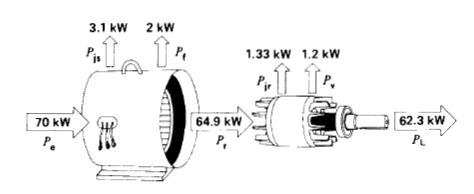 3.1 kW
2 kW
P_js
P_f
1.33 kW
1.2 kW
P_jr
P_v
70 kW
P_e
64.9 kW
P_r
62.3 kW
P_L